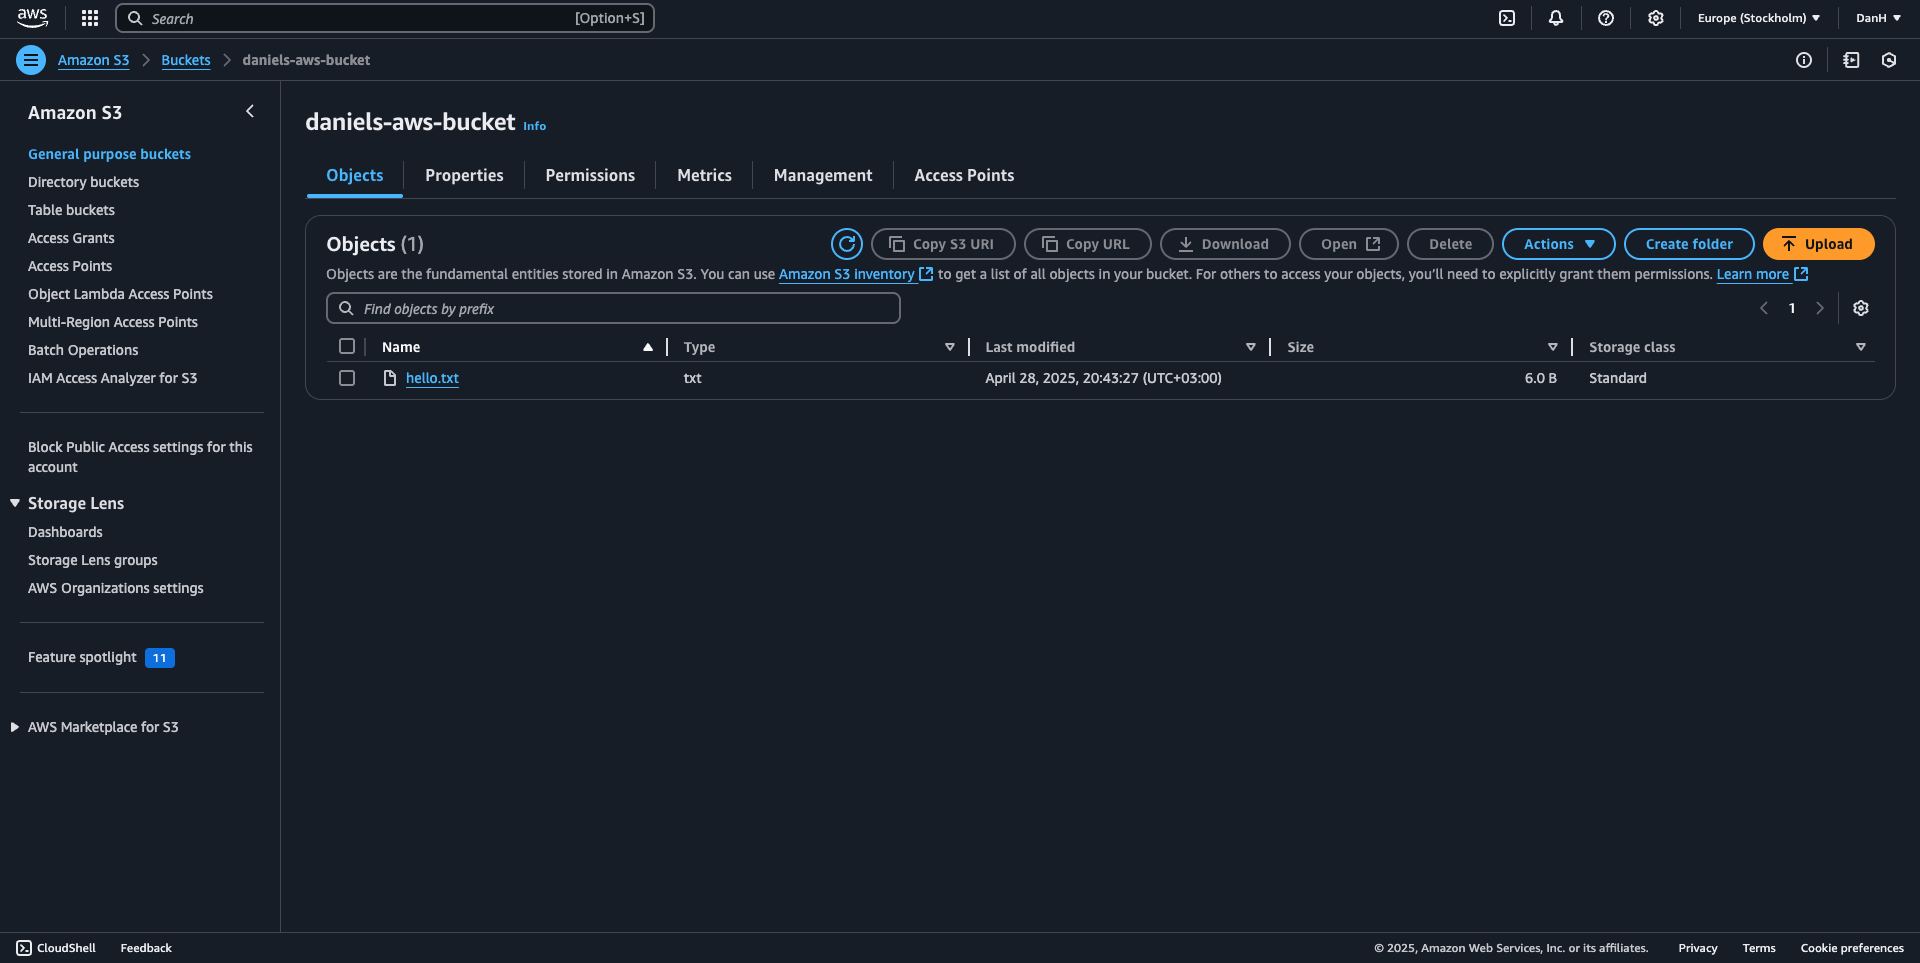 aws
Search
[Option+S]
Europe (Stockholm)
DanH
Amazon S3
Buckets
daniels-aws-bucket
Amazon S3
General purpose buckets
Directory buckets
Table buckets
Access Grants
Access Points
Object Lambda Access Points
Multi-Region Access Points
Batch Operations
IAM Access Analyzer for S3
Block Public Access settings for this
account
Storage Lens
Dashboards
Storage Lens groups
AWS Organizations settings
Feature spotlight 11
AWS Marketplace for S3
daniels-aws-bucket Info
Objects
Properties
Permissions
Metrics
Management
Access Points
Objects (1)
Copy S3 URI
Copy URL
Download
Open
Delete
Actions
Create folder
Upload
Objects are the fundamental entities stored in Amazon S3. You can use Amazon S3 inventory to get a list of all objects in your bucket. For others to access your objects, you'll need to explicitly grant them permissions. Learn more
Find objects by prefix
1
Name
Type
Last modified
Size
Storage class
hello.txt
txt
April 28, 2025, 20:43:27 (UTC+03:00)
6.0 B
Standard
CloudShell
Feedback
© 2025, Amazon Web Services, Inc. or its affiliates.
Privacy
Terms
Cookie preferences